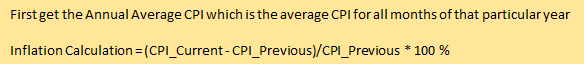 First get the Annual Average CPI which is the average CPI for all months of that particular year
Inflation Calculation = (CPI_Current - CPI_Previous)/CPI_Previous * 100 %